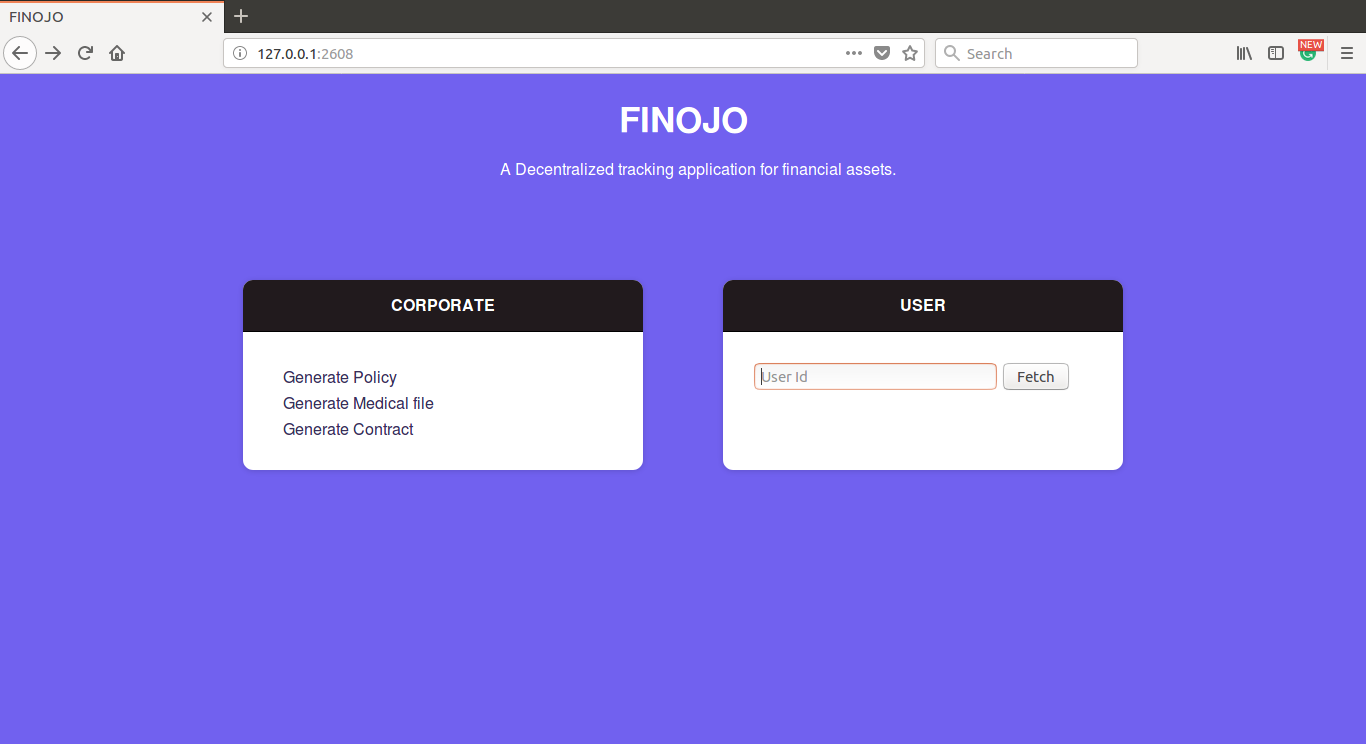 FINOJO
127.0.0.1:2608
Search
NEW
FINOJO
A Decentralized tracking application for financial assets.
CORPORATE
Generate Policy
Generate Medical file
Generate Contract
USER
User Id
Fetch